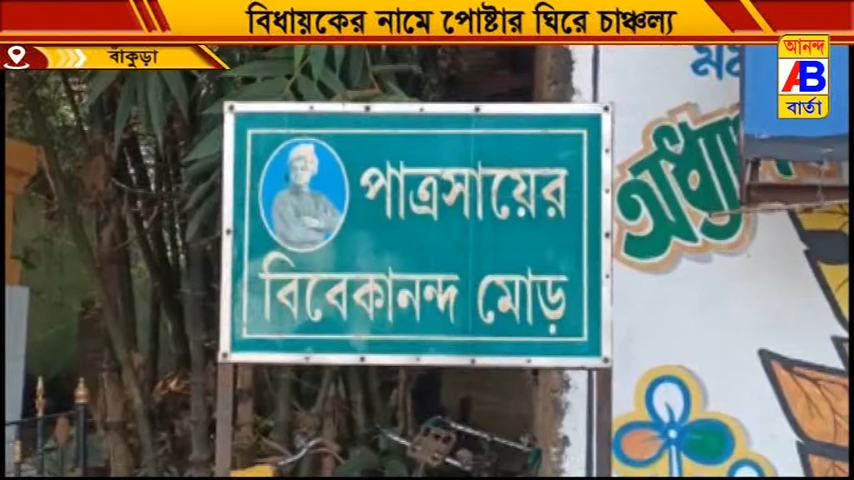 বিধায়কের নামে পোষ্টার ঘিরে চাঞ্চল্য
বাঁকুড়া
আনন্দ
AB
বার্তা
পাত্রসায়ের
বিবেকানন্দ মোড়